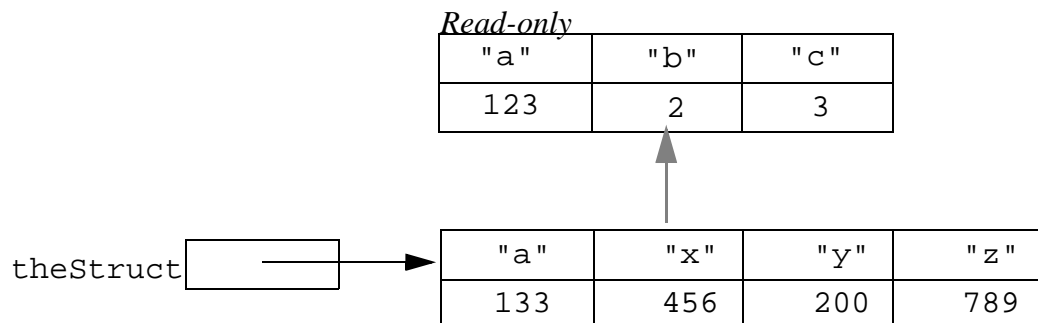 Read-only
"a" "b" "c"
123 2 3
theStruct
"a" "x" "y" "z"
133 456 200 789